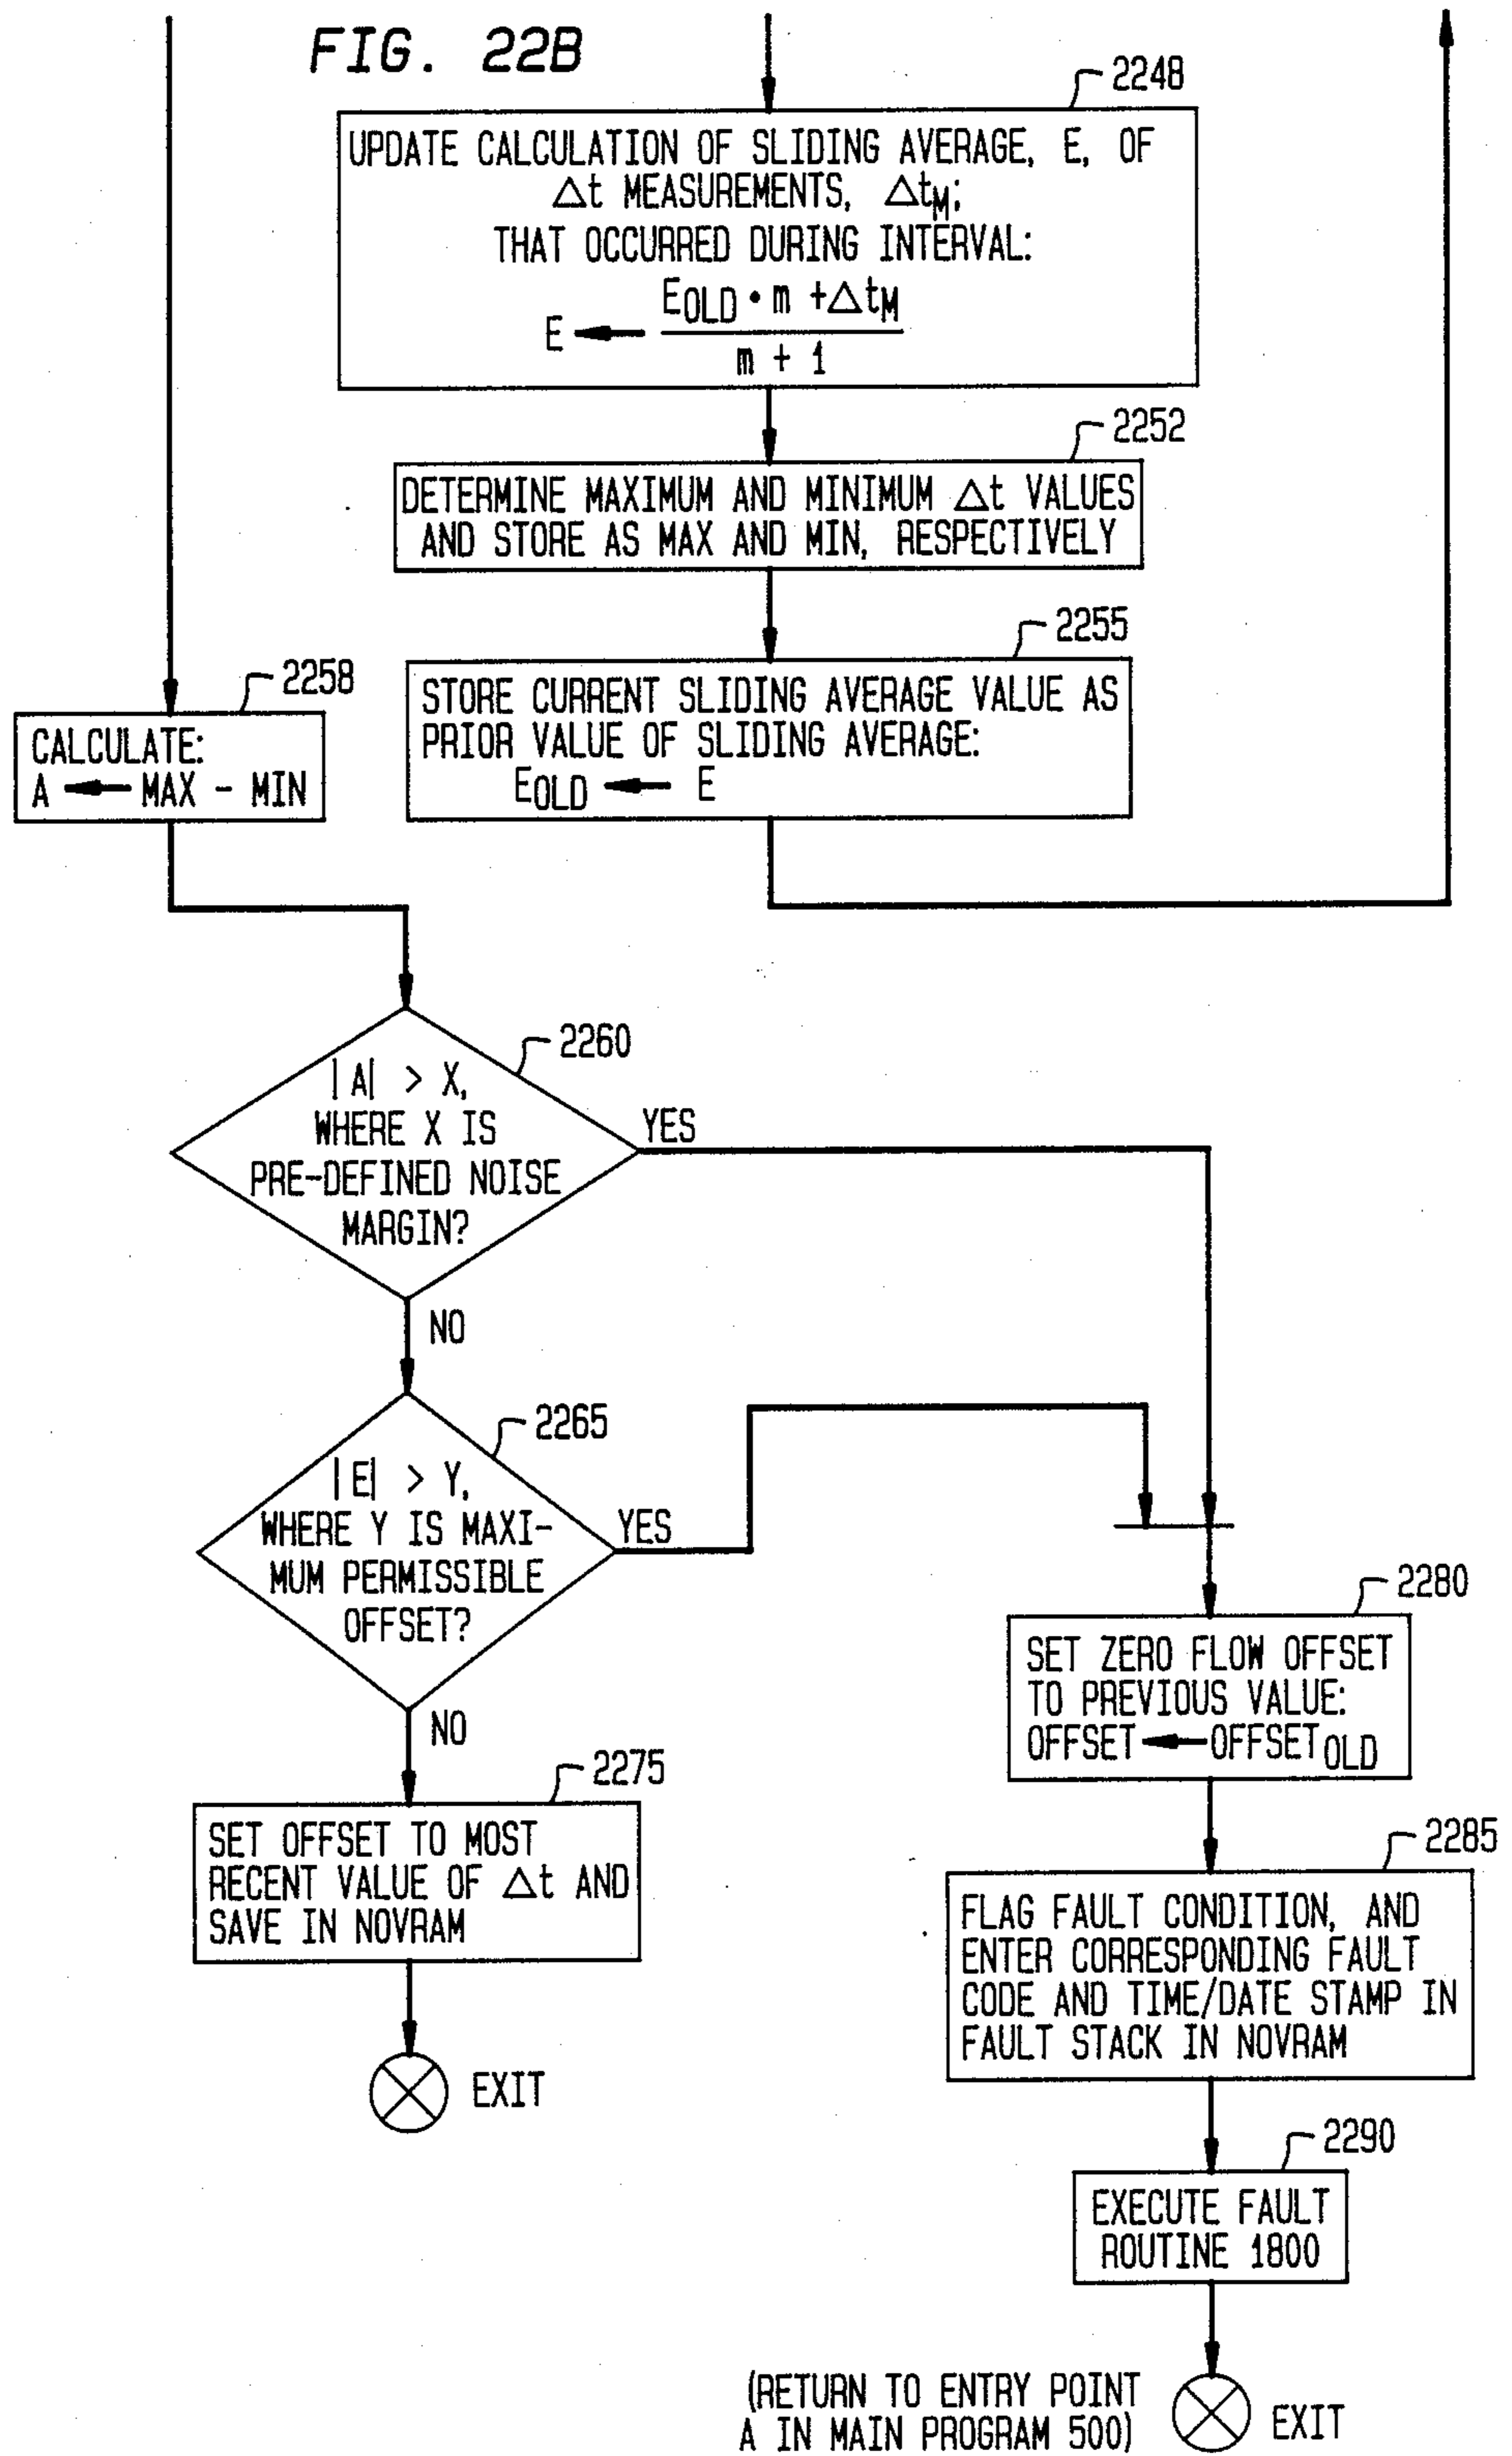 FIG. 22B
2248
UPDATE CALCULATION OF SLIDING AVERAGE, E, OF
Δt MEASUREMENTS, ΔtM;
THAT OCCURRED DURING INTERVAL:
E ← EOLD • m + ΔtM
m + 1
2252
DETERMINE MAXIMUM AND MINIMUM Δt VALUES
AND STORE AS MAX AND MIN, RESPECTIVELY
2255
STORE CURRENT SLIDING AVERAGE VALUE AS
PRIOR VALUE OF SLIDING AVERAGE:
EOLD ← E
2258
CALCULATE:
A ← MAX - MIN
2260
|A| > X,
WHERE X IS
PRE-DEFINED NOISE
MARGIN?
YES
NO
2265
|E| > Y,
WHERE Y IS MAXI-
MUM PERMISSIBLE
OFFSET?
YES
NO
2275
SET OFFSET TO MOST
RECENT VALUE OF Δt AND
SAVE IN NOVRAM
EXIT
2280
SET ZERO FLOW OFFSET
TO PREVIOUS VALUE:
OFFSET ← OFFSETOLD
2285
FLAG FAULT CONDITION, AND
ENTER CORRESPONDING FAULT
CODE AND TIME/DATE STAMP IN
FAULT STACK IN NOVRAM
2290
EXECUTE FAULT
ROUTINE 1800
(RETURN TO ENTRY POINT
A IN MAIN PROGRAM 500)
EXIT